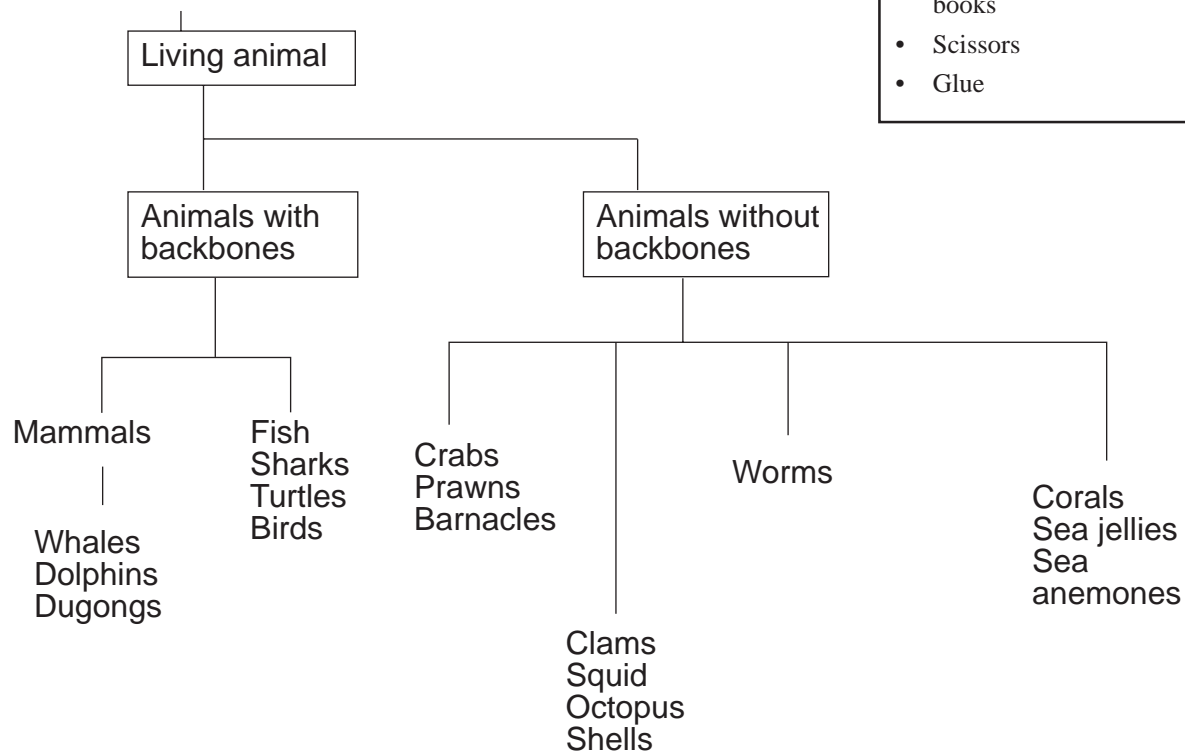 books
• Scissors
• Glue
Living animal
Animals with
backbones
Animals without
backbones
Mammals
Whales
Dolphins
Dugongs
Fish
Sharks
Turtles
Birds
Crabs
Prawns
Barnacles
Clams
Squid
Octopus
Shells
Worms
Corals
Sea jellies
Sea
anemones